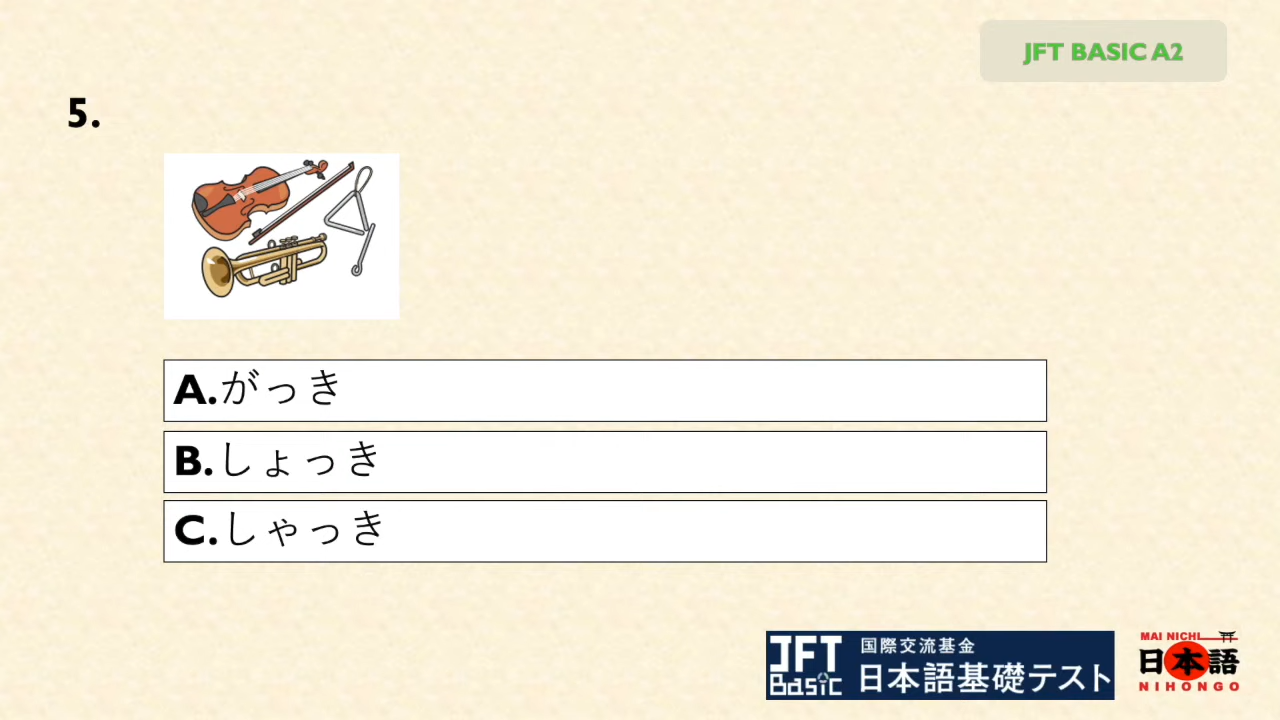 JFT BASIC A2
5.
A.がっき
B.しょっき
C.しゃっき
JFT Basic
国際交流基金
日本語基礎テスト
MAI NICHI
日本語
NIHONGO